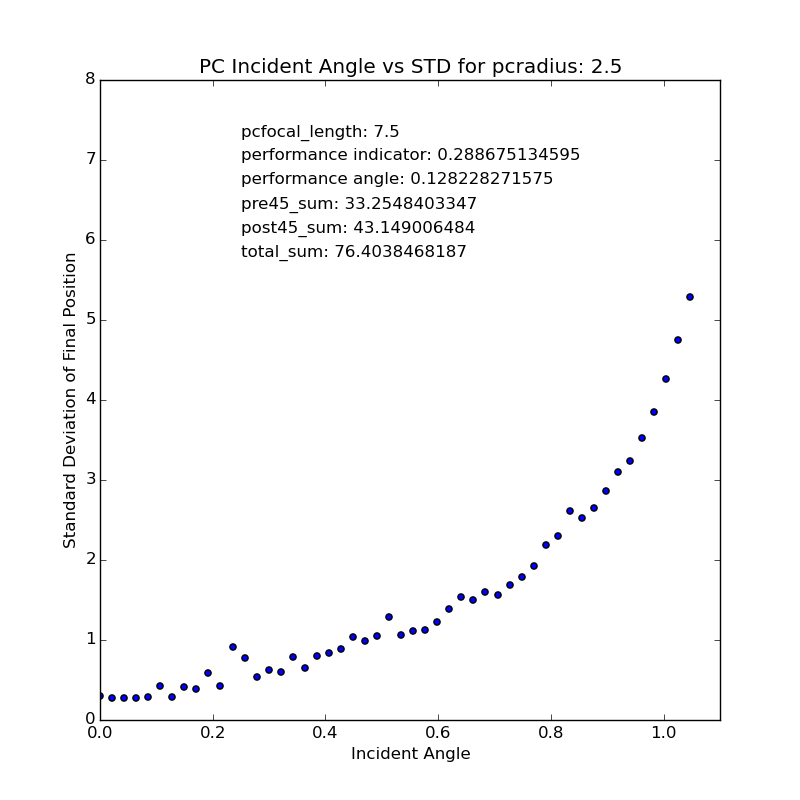 PC Incident Angle vs STD for pcradius: 2.5
8
7
6
5
4
3
2
1
0
pcfocal_length: 7.5
performance indicator: 0.288675134595
performance angle: 0.128228271575
pre45_sum: 33.2548403347
post45_sum: 43.149006484
total_sum: 76.4038468187
Standard Deviation of Final Position
0.0 0.2 0.4 0.6 0.8 1.0
Incident Angle